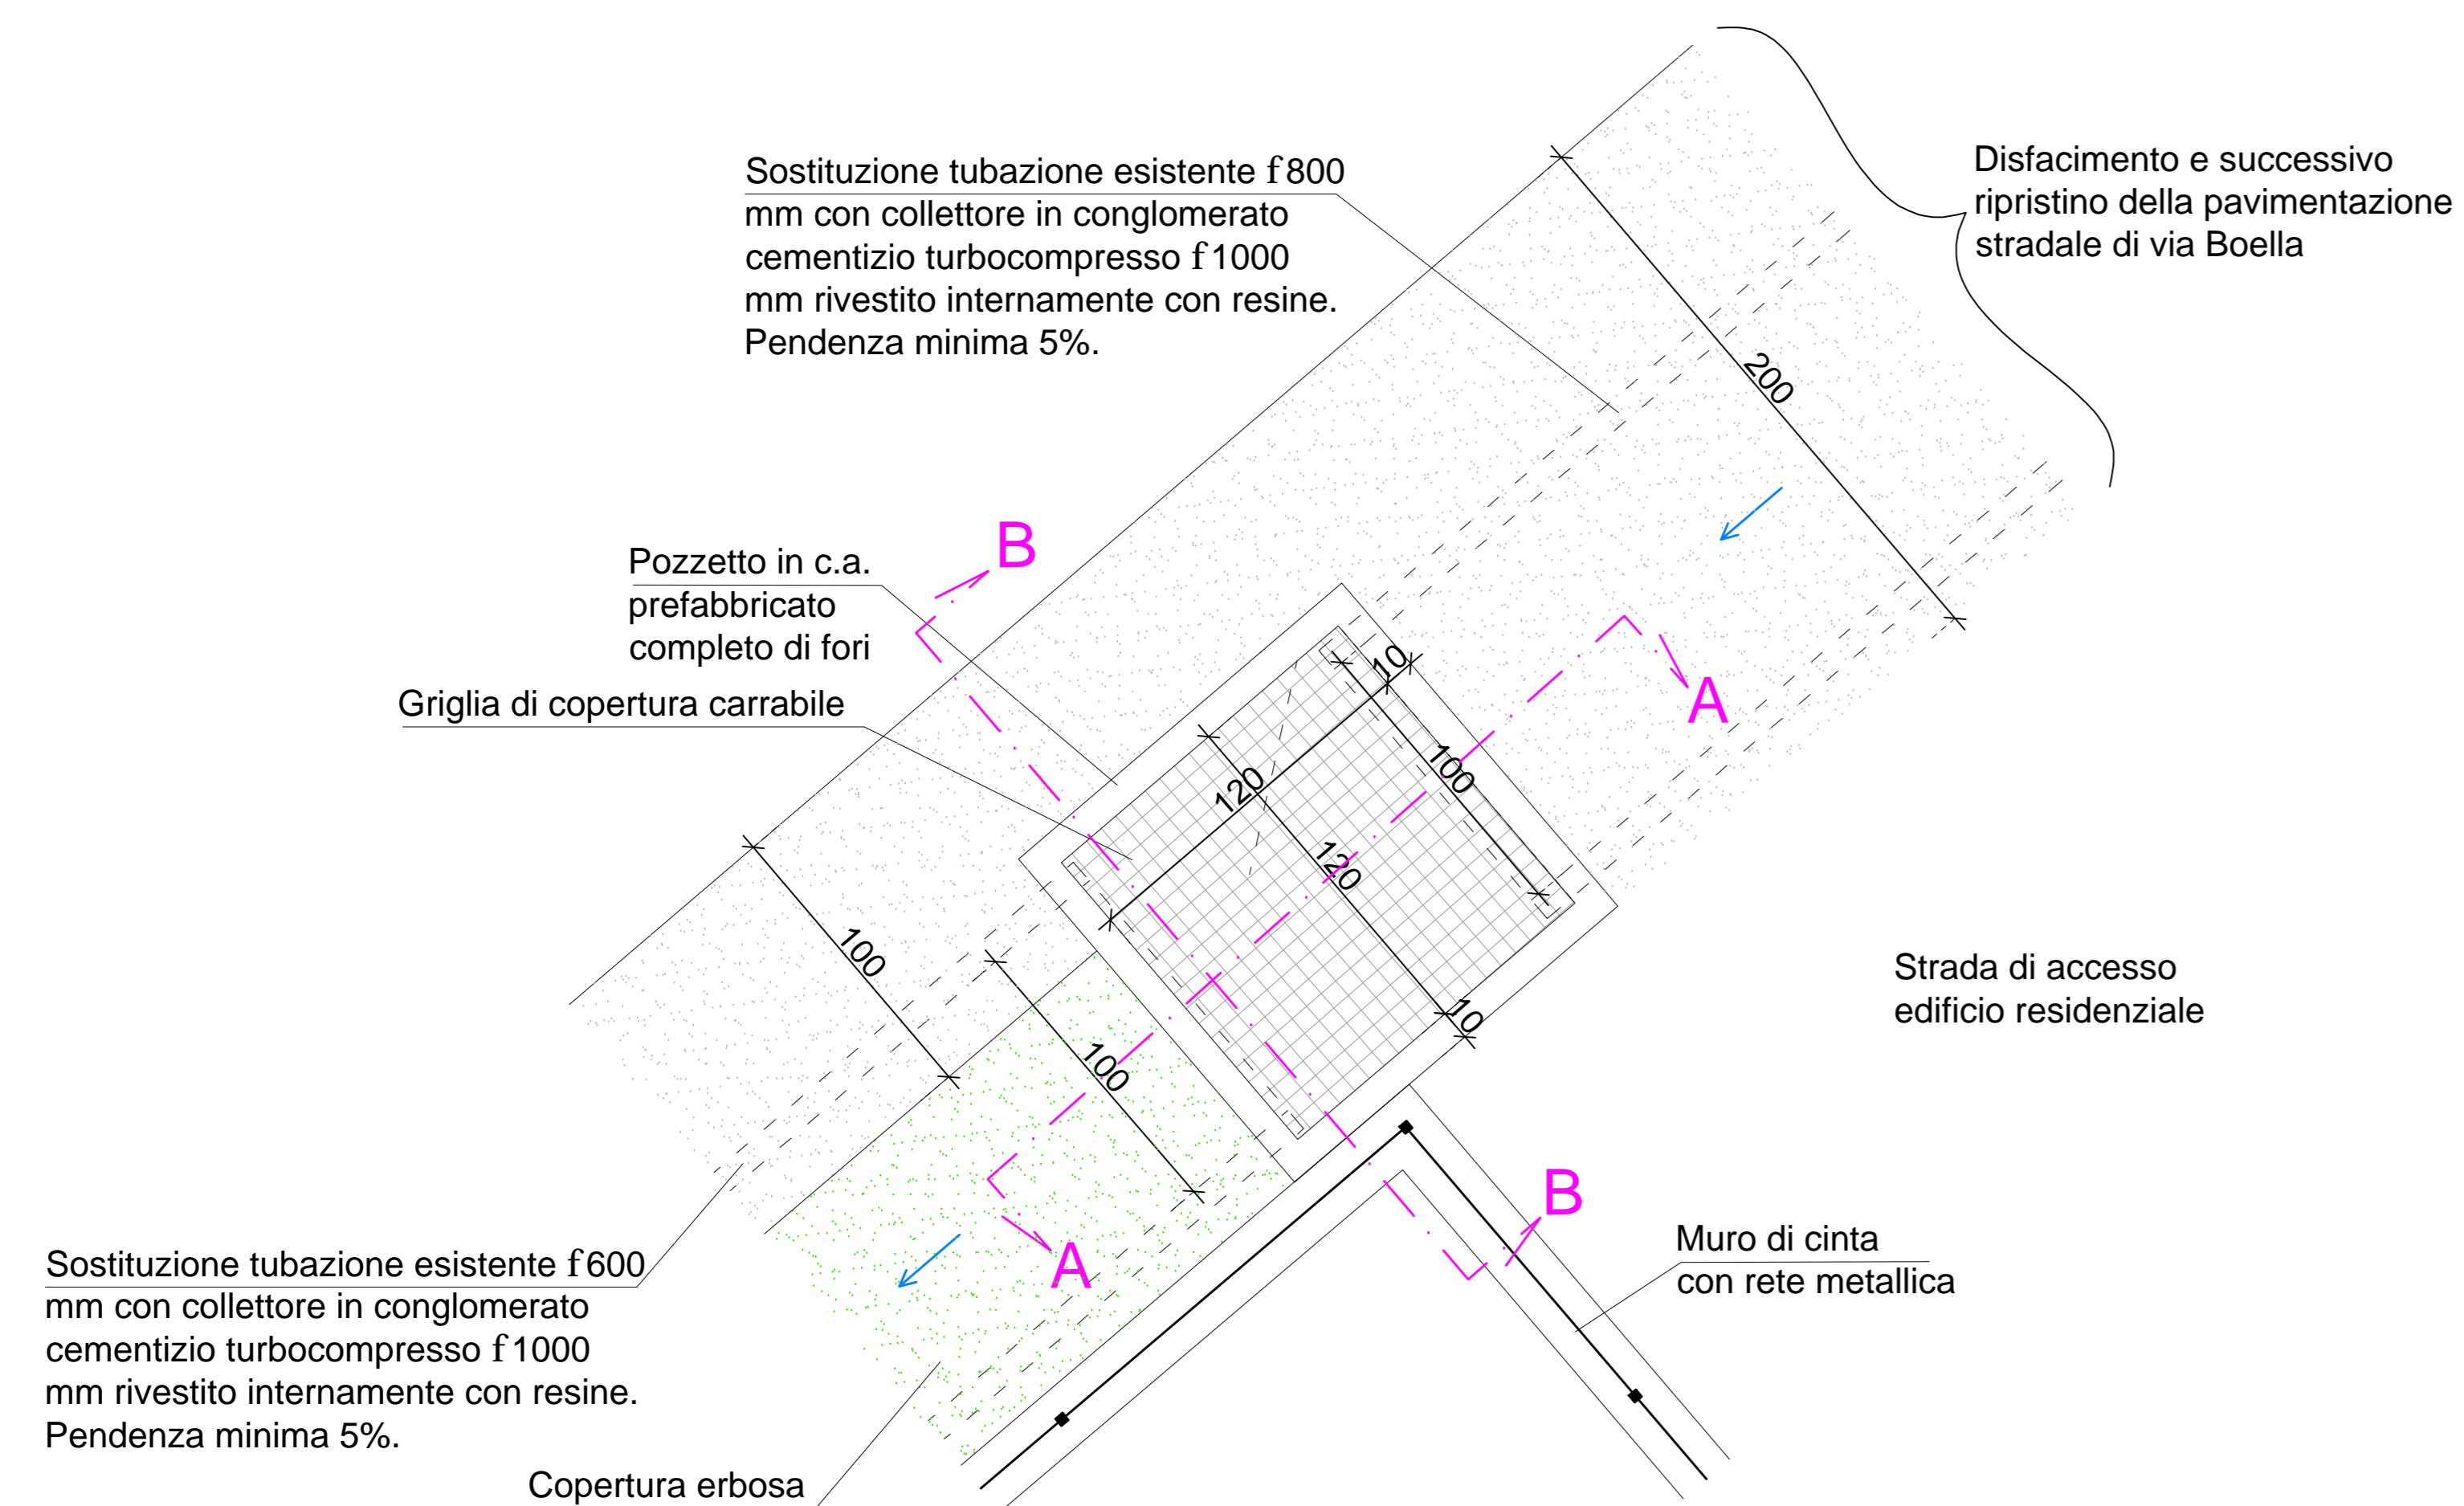 Disfacimento e successivo
ripristino della pavimentazione
stradale di via Boella
Sostituzione tubazione esistente f 800
mm con collettore in conglomerato
cementizio turbocompresso f 1000
mm rivestito internamente con resine.
Pendenza minima 5%.
200
B
Pozzetto in c.a.
prefabbricato
completo di fori
Griglia di copertura carrabile
A
10
100
120
120
10
100
100
Strada di accesso
edificio residenziale
B
A
Muro di cinta
con rete metallica
Sostituzione tubazione esistente f 600
mm con collettore in conglomerato
cementizio turbocompresso f 1000
mm rivestito internamente con resine.
Pendenza minima 5%.
Copertura erbosa